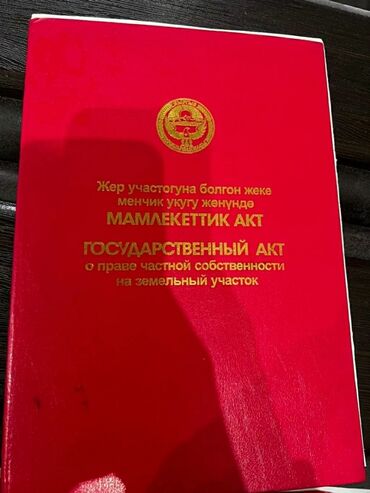 Жер участогуна болгон жеке
менчик укугу жөнүндө
МАМЛЕКЕТТИК АКТ
ГОСУДАРСТВЕННЫЙ АКТ
о праве частной собственности
на земельный участок